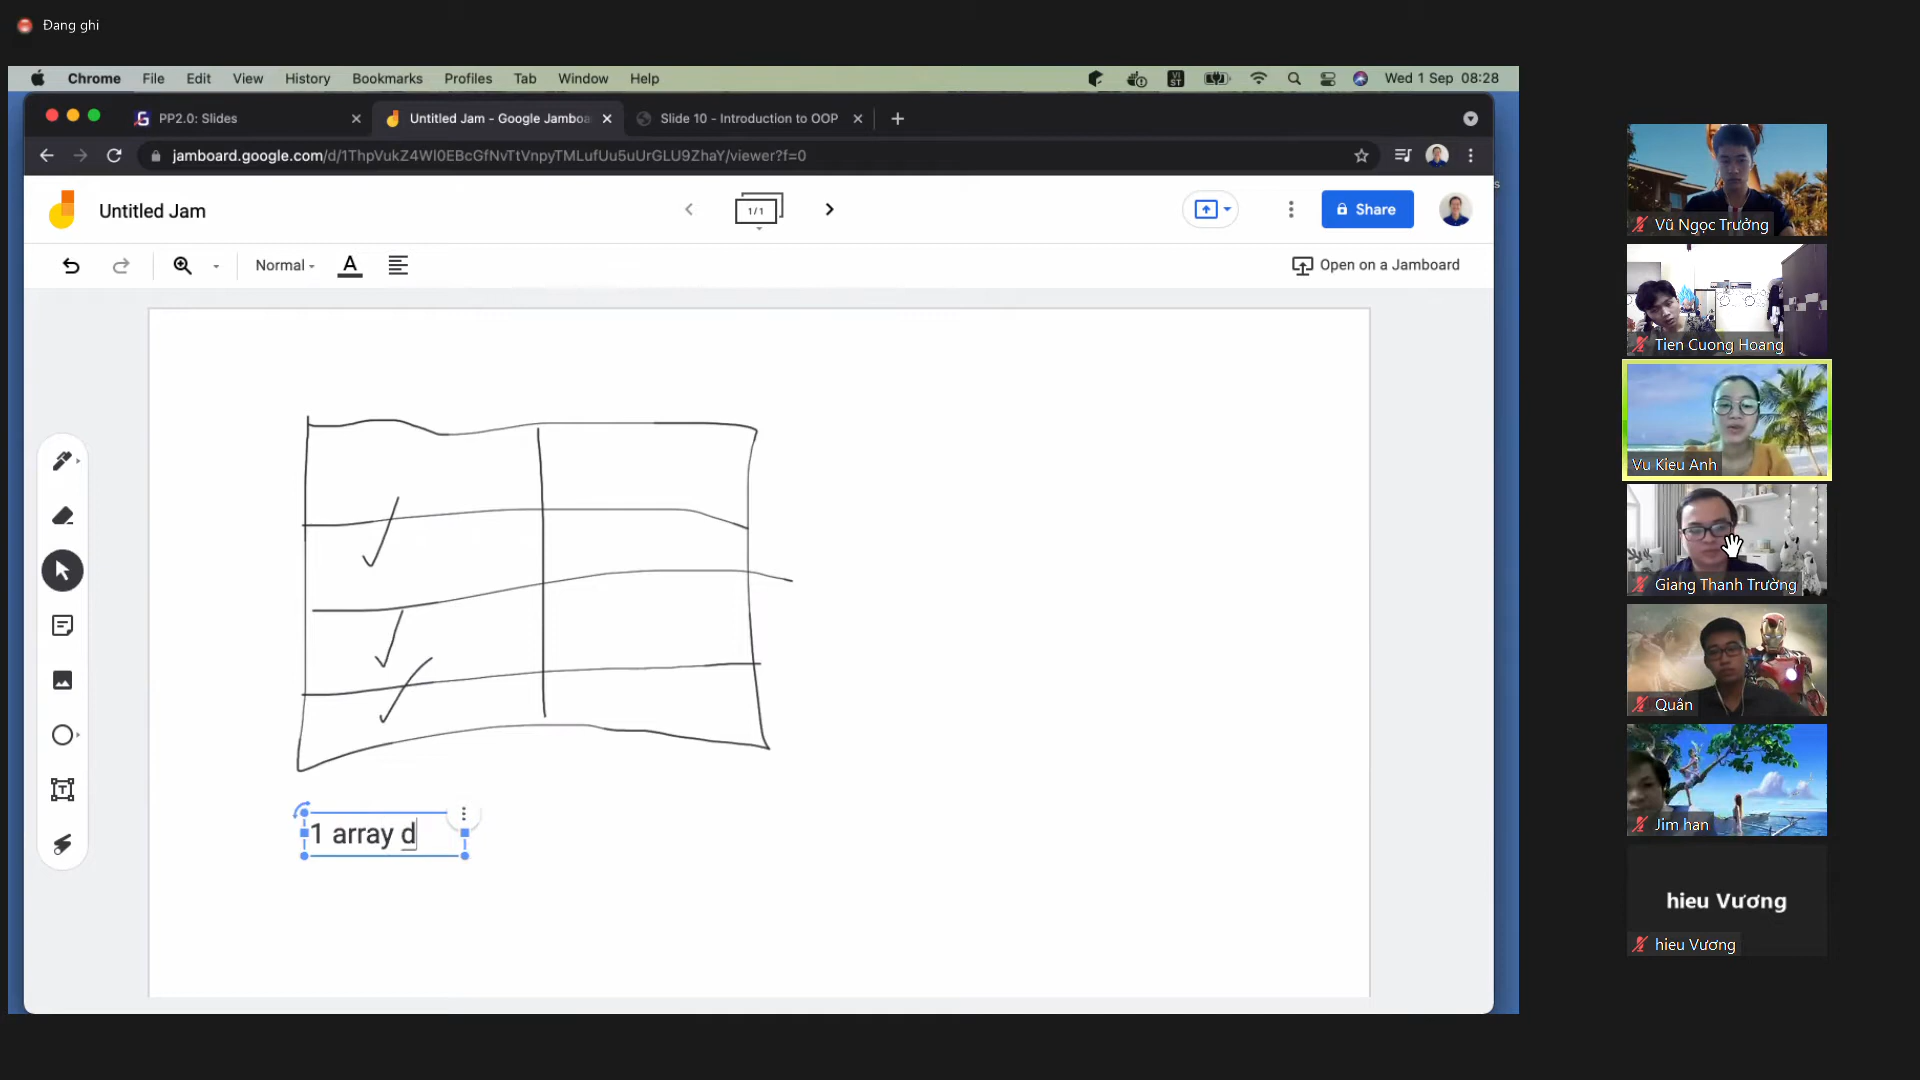 Đang ghi
Chrome File Edit View History Bookmarks Profiles Tab Window Help
VI ST
Wed 1 Sep 08:28
PP2.0: Slides
Untitled Jam - Google Jamboa
Slide 10 - Introduction to OOP
jamboard.google.com/d/1ThpVukZ4Wl0EBcGfNvTtVnpyTMLufUu5uUrGLU9ZhaY/viewer?f=0
Untitled Jam
1/1
Share
Normal
A
Open on a Jamboard
1 array d
Vũ Ngọc Trưởng
Tien Cuong Hoang
Vu Kieu Anh
Giang Thanh Trường
Quân
Jim han
hieu Vương
hieu Vương